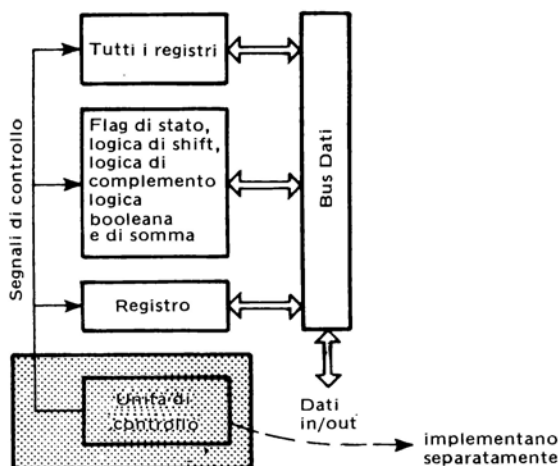 Tutti i registri
Flag di stato,
logica di shift,
logica di
complemento
logica
booleana
e di somma
Registro
Unità di
controllo
Segnali di controllo
Bus Dati
Dati
in/out
implementano
separatamente